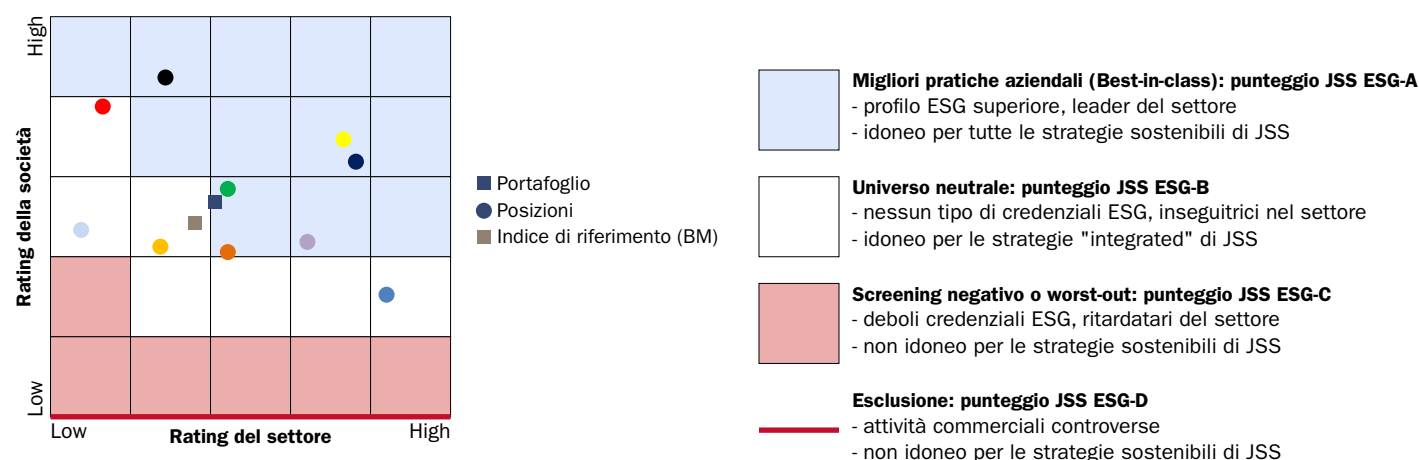 High
Rating della società
Low
Low
Rating del settore
High
Portafoglio
Posizioni
Indice di riferimento (BM)
Migliori pratiche aziendali (Best-in-class): punteggio JSS ESG-A
- profilo ESG superiore, leader del settore
- idoneo per tutte le strategie sostenibili di JSS
Universo neutrale: punteggio JSS ESG-B
- nessun tipo di credenziali ESG, inseguitrici nel settore
- idoneo per le strategie "integrated" di JSS
Screening negativo o worst-out: punteggio JSS ESG-C
- deboli credenziali ESG, ritardatari del settore
- non idoneo per le strategie sostenibili di JSS
Esclusione: punteggio JSS ESG-D
- attività commerciali controverse
- non idoneo per le strategie sostenibili di JSS